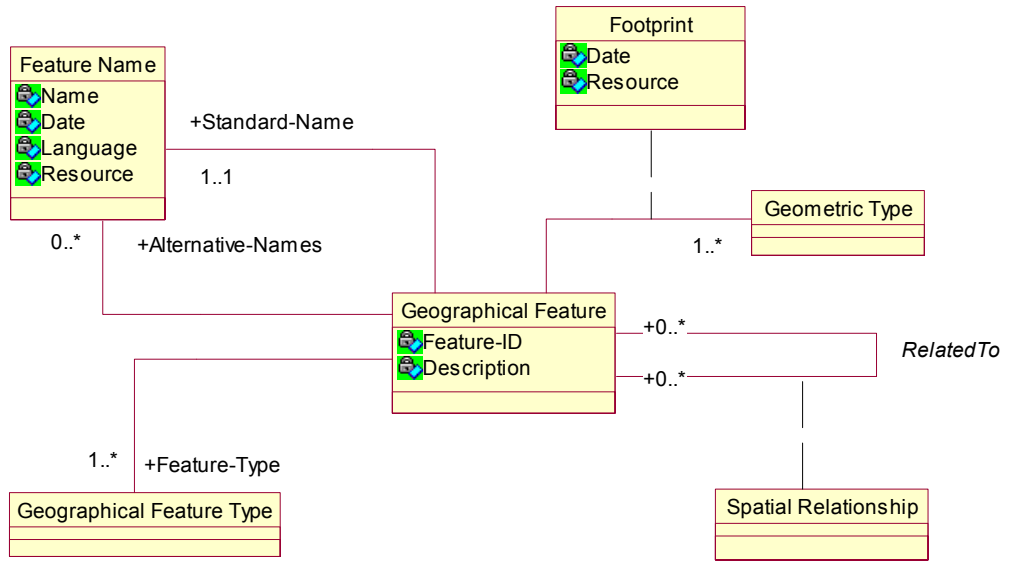 Footprint
Date
Resource
Feature Name
Name
Date
Language
Resource
+Standard-Name
1..1
0..*
+Alternative-Names
Geometric Type
1..*
Geographical Feature
Feature-ID
Description
+0..*
+0..*
RelatedTo
1..*
+Feature-Type
Geographical Feature Type
Spatial Relationship